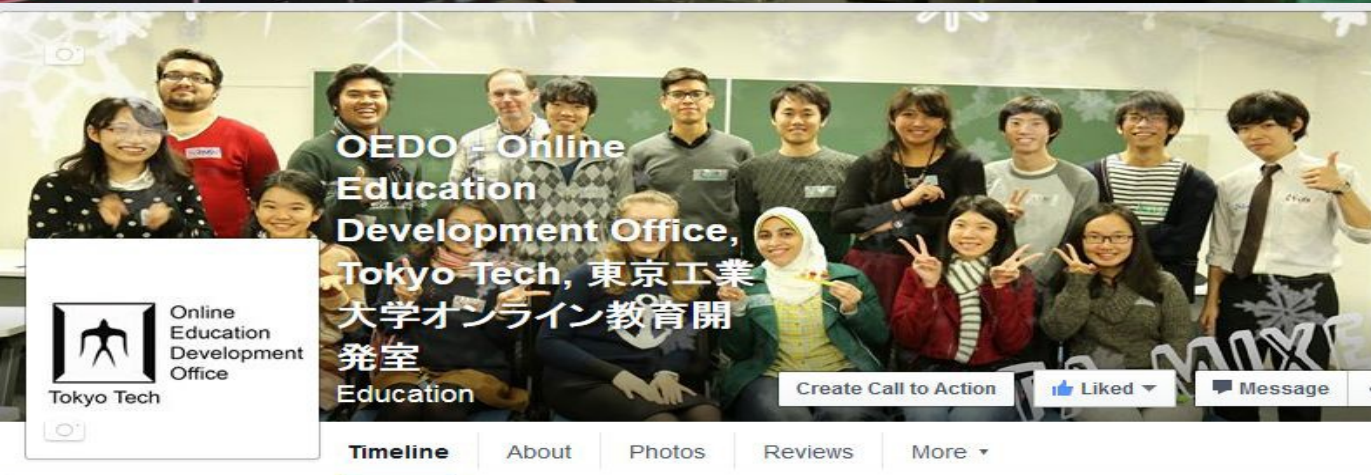 OEDO - Online
Education
Development Office,
Tokyo Tech, 東京工業
大学オンライン教育開
発室
Education
Online
Education
Development
Office
Tokyo Tech
Create Call to Action
Liked
Message
Timeline
About
Photos
Reviews
More